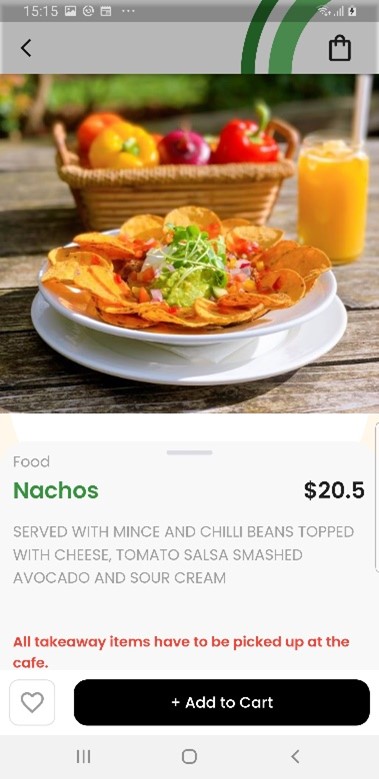 15:15
Food
Nachos
$20.5
SERVED WITH MINCE AND CHILLI BEANS TOPPED
WITH CHEESE, TOMATO SALSA SMASHED
AVOCADO AND SOUR CREAM
All takeaway items have to be picked up at the
cafe.
+ Add to Cart